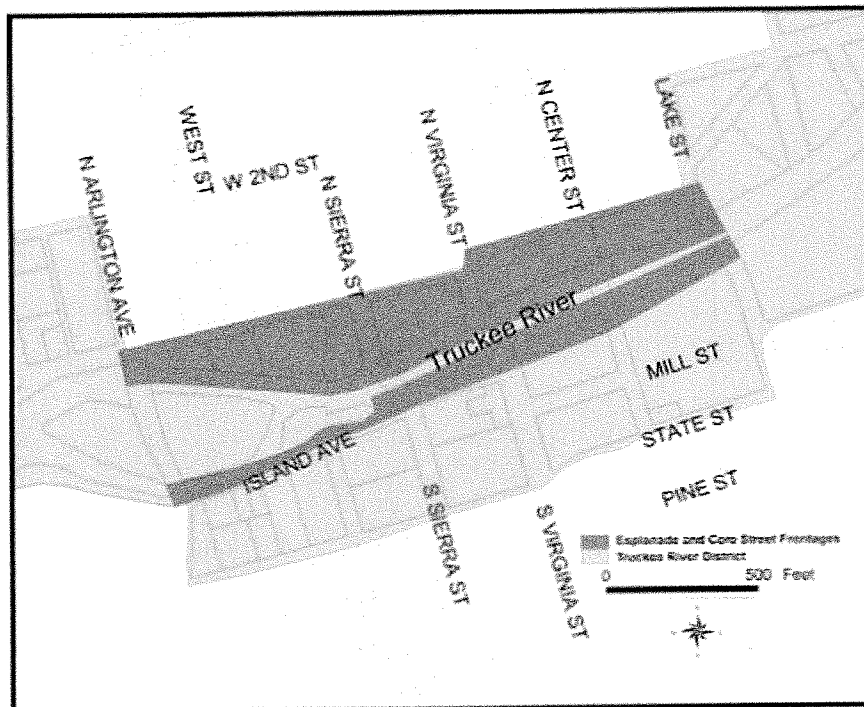 N ARLINGTON AVE
WEST ST
W 2ND ST
N SIERRA ST
N VIRGINIA ST
N CENTER ST
LAKE ST
Truckee River
ISLAND AVE
MILL ST
STATE ST
PINE ST
S SIERRA ST
S VIRGINIA ST
Esplanade and Core Street Frontages
Truckee River District
0 500 Feet